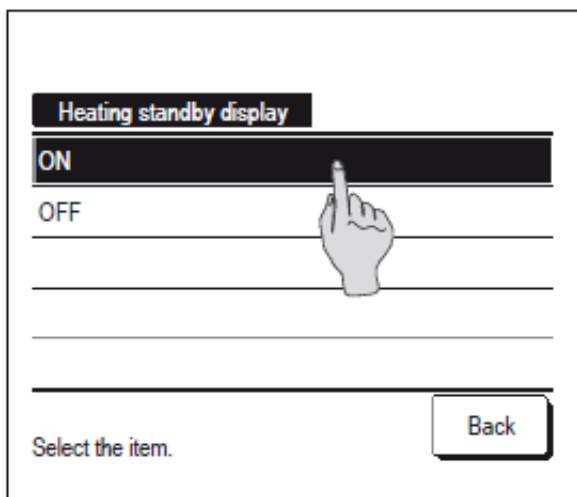 Heating standby display
ON
OFF
Select the item.
Back